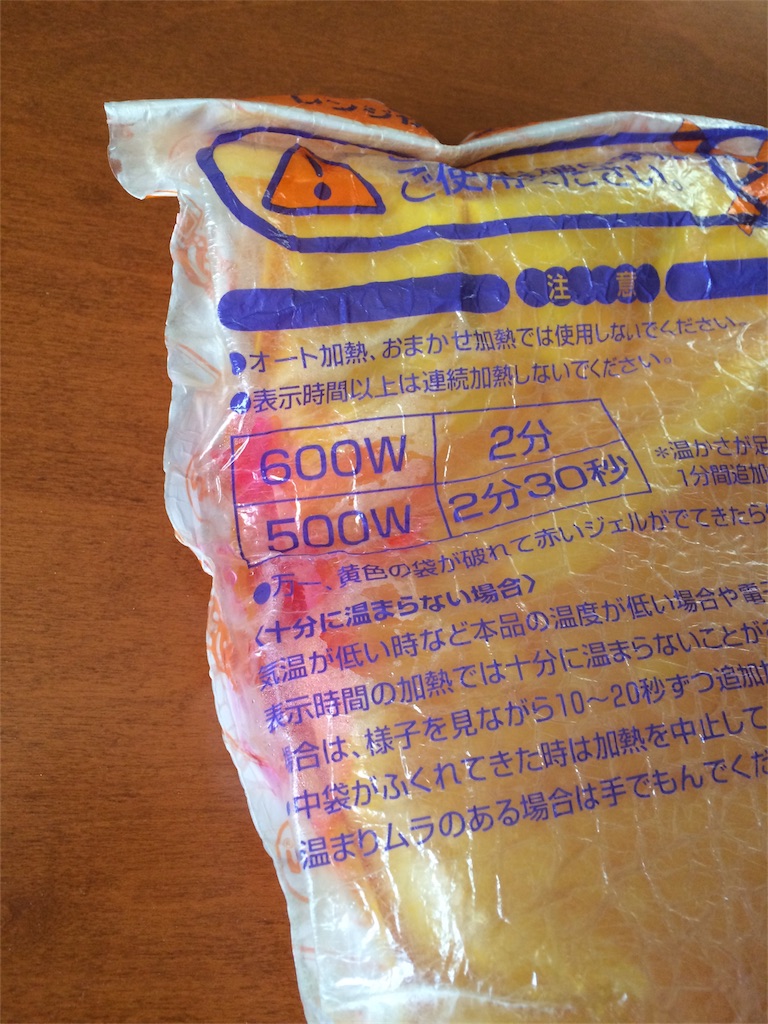 ご使用ください。
注意
●オート加熱、おまかせ加熱では使用しないでください
●表示時間以上は連続加熱しないでください。
600W 2分
500W 2分30秒
*温かさが足
1分間追加
●万一、黄色の袋が破れて赤いジェルがでてきたら
〈十分に温まらない場合〉
気温が低い時など本品の温度が低い場合や電子
表示時間の加熱では十分に温まらないことが
合は、様子を見ながら10〜20秒ずつ追加
中袋がふくれてきた時は加熱を中止して
温まりムラのある場合は手でもんでくだ